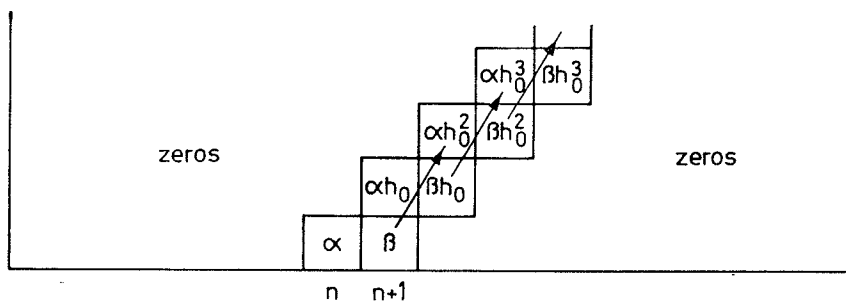 αh₀³ βh₀³
zeros αh₀² βh₀² zeros
αh₀ βh₀
α β
n n+1